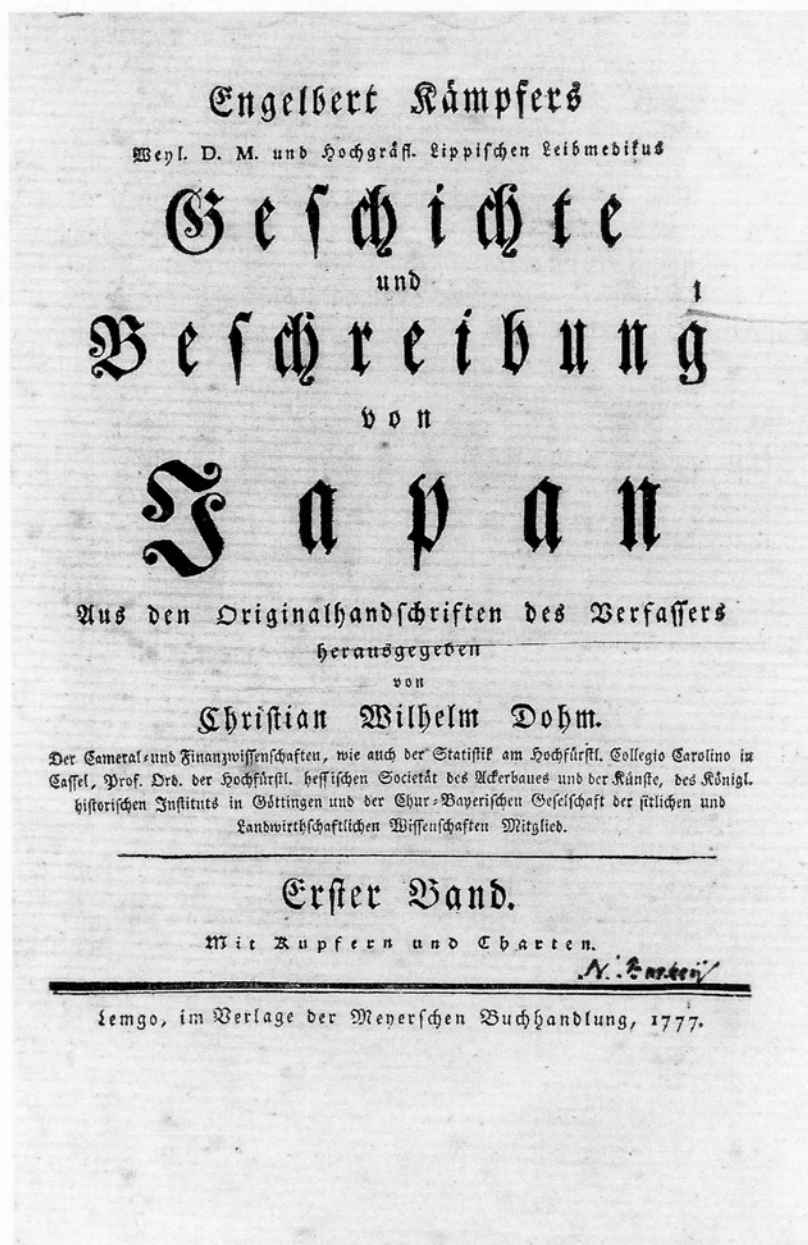 Engelbert Kämpfers
Weyl. D. M. und Hochgräfl. Lippischen Leibmedikus
Geschichte
und
Beschreibung
von
Japan
Aus den Originalhandschriften des Verfassers
herausgegeben
von
Christian Wilhelm Dohm.
Der Cameral-und Finanzwissenschaften, wie auch der Statistik am Hochfürstl. Collegio Carolino in
Cassel, Prof. Ord. der Hochfürstl. hessischen Societät des Ackerbaues und der Künste, des Königl.
historischen Instituts in Göttingen und der Chur-Bayerischen Geselschaft der sitlichen und
Landwirthschaftlichen Wissenschaften Mitglied.
Erster Band.
Mit Kupfern und Charten.
N.
Lemgo, im Verlage der Meyerschen Buchhandlung, 1777.